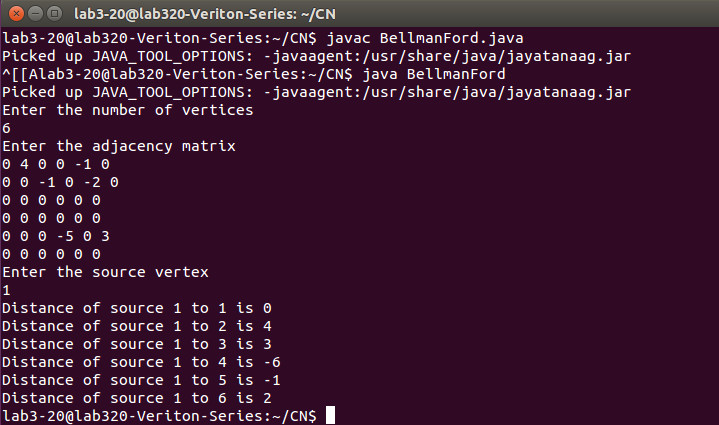 lab3-20@lab320-Veriton-Series: ~/CN
lab3-20@lab320-Veriton-Series:~/CN$ javac BellmanFord.java
Picked up JAVA_TOOL_OPTIONS: -javaagent:/usr/share/java/jayatanaag.jar
^[[Alab3-20@lab320-Veriton-Series:~/CN$ java BellmanFord
Picked up JAVA_TOOL_OPTIONS: -javaagent:/usr/share/java/jayatanaag.jar
Enter the number of vertices
6
Enter the adjacency matrix
0 4 0 0 -1 0
0 0 -1 0 -2 0
0 0 0 0 0 0
0 0 0 0 0 0
0 0 0 -5 0 3
0 0 0 0 0 0
Enter the source vertex
1
Distance of source 1 to 1 is 0
Distance of source 1 to 2 is 4
Distance of source 1 to 3 is 3
Distance of source 1 to 4 is -6
Distance of source 1 to 5 is -1
Distance of source 1 to 6 is 2
lab3-20@lab320-Veriton-Series:~/CN$